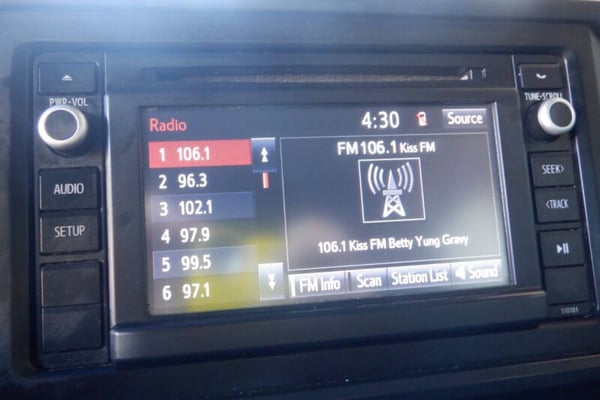 PWR•VOL
AUDIO
SETUP
Radio
4:30
Source
1 106.1
2 96.3
3 102.1
4 97.9
5 99.5
6 97.1
FM 106.1 Kiss FM
106.1 Kiss FM Betty Yung Gravy
FM Info
Scan
Station List
Sound
TUNE•SCROLL
SEEK>
<TRACK
510101